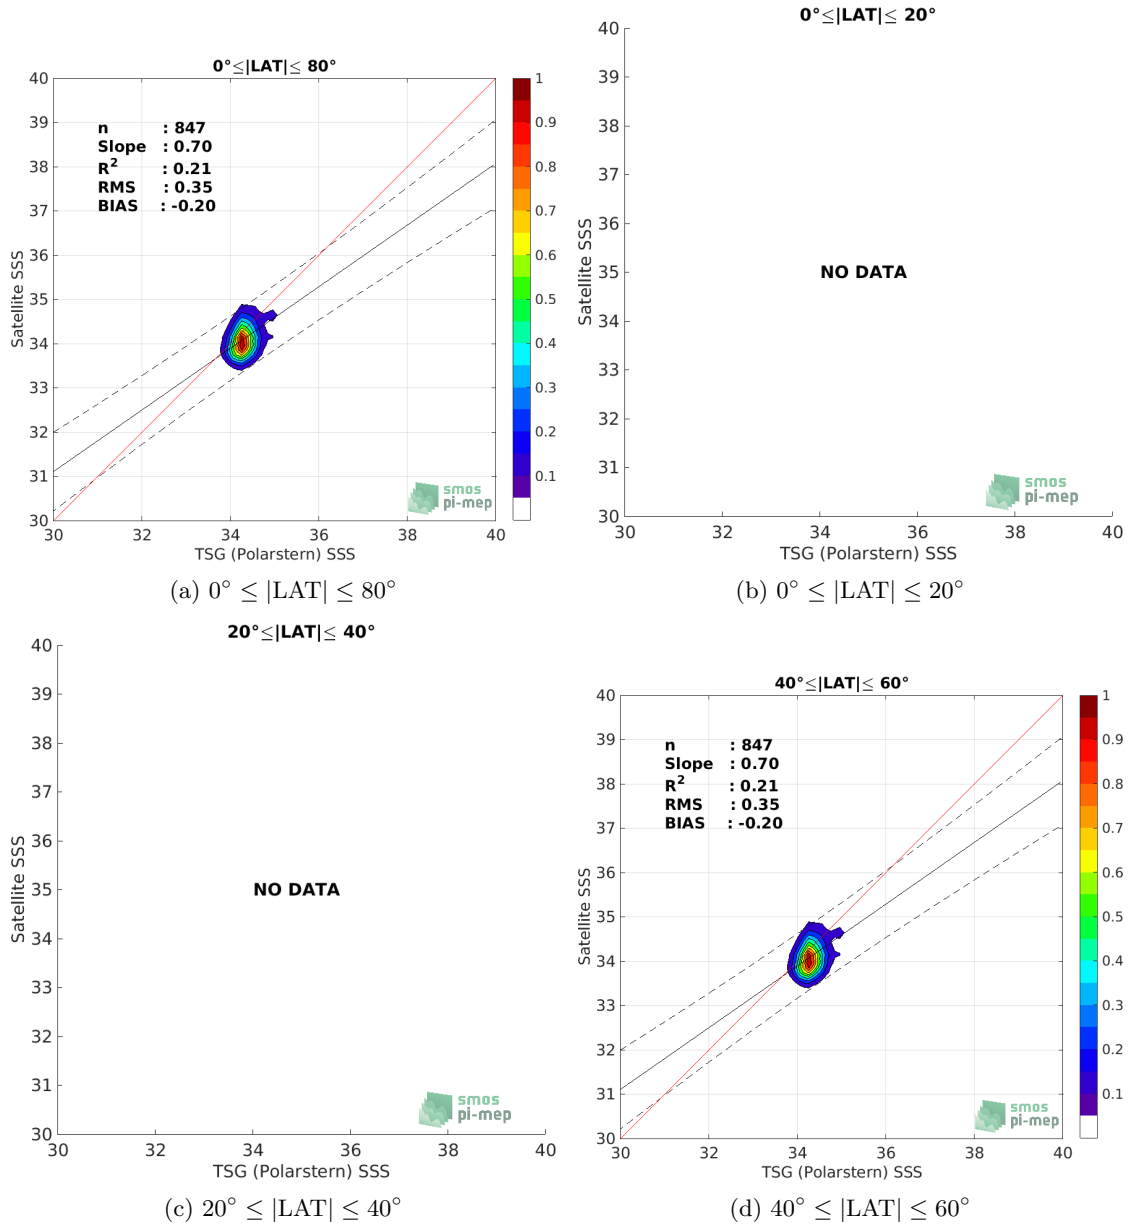 0°≤|LAT|≤ 80°
40
39
38
37
36
35
34
33
32
31
30
Satellite SSS
n : 847
Slope : 0.70
R² : 0.21
RMS : 0.35
BIAS : -0.20
1
0.9
0.8
0.7
0.6
0.5
0.4
0.3
0.2
0.1
smos
pi-mep
30 32 34 36 38 40
TSG (Polarstern) SSS
(a) 0° ≤ |LAT| ≤ 80°
0°≤|LAT|≤ 20°
40
39
38
37
36
35
34
33
32
31
30
Satellite SSS
NO DATA
smos
pi-mep
30 32 34 36 38 40
TSG (Polarstern) SSS
(b) 0° ≤ |LAT| ≤ 20°
20°≤|LAT|≤ 40°
40
39
38
37
36
35
34
33
32
31
30
Satellite SSS
NO DATA
smos
pi-mep
30 32 34 36 38 40
TSG (Polarstern) SSS
(c) 20° ≤ |LAT| ≤ 40°
40°≤|LAT|≤ 60°
40
39
38
37
36
35
34
33
32
31
30
Satellite SSS
n : 847
Slope : 0.70
R² : 0.21
RMS : 0.35
BIAS : -0.20
1
0.9
0.8
0.7
0.6
0.5
0.4
0.3
0.2
0.1
smos
pi-mep
30 32 34 36 38 40
TSG (Polarstern) SSS
(d) 40° ≤ |LAT| ≤ 60°